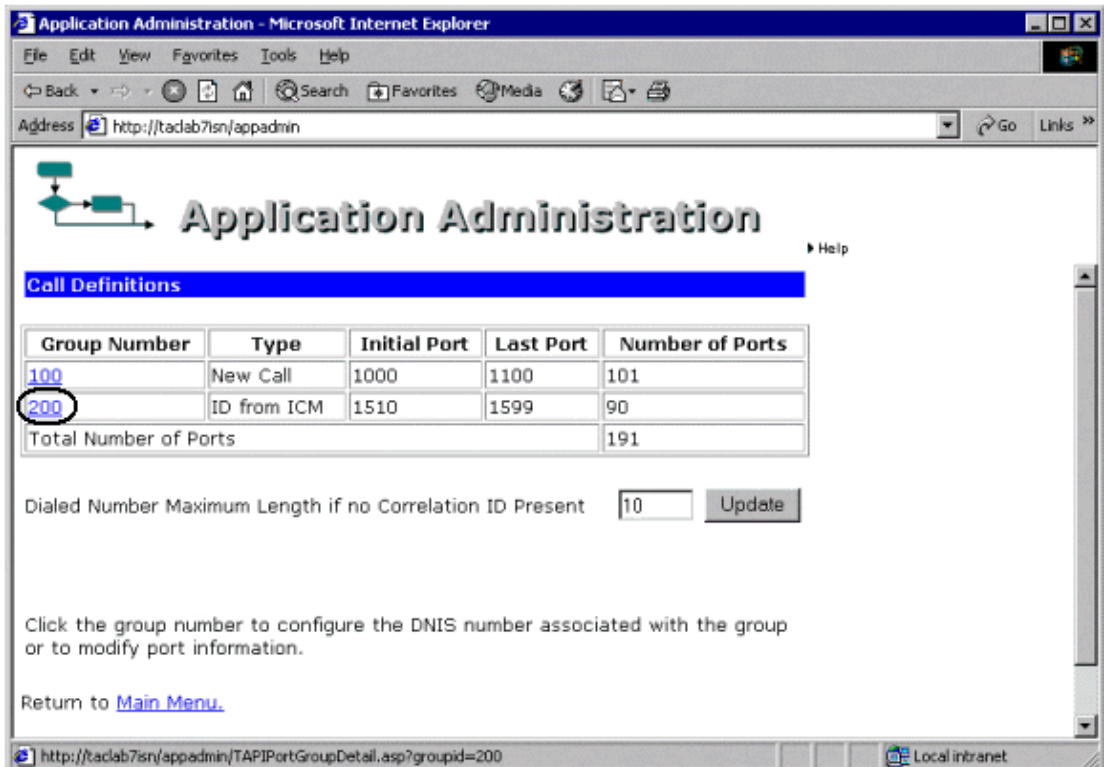 Application Administration - Microsoft Internet Explorer
File Edit View Favorites Tools Help
Back Search Favorites Media
Address http://taclab7isn/appadmin Go Links »
Application Administration
Help
Call Definitions
Group Number Type Initial Port Last Port Number of Ports
100 New Call 1000 1100 101
200 ID from ICM 1510 1599 90
Total Number of Ports 191
Dialed Number Maximum Length if no Correlation ID Present 10 Update
Click the group number to configure the DNIS number associated with the group
or to modify port information.
Return to Main Menu.
http://taclab7isn/appadmin/TAPIPortGroupDetail.asp?groupid=200 Local intranet